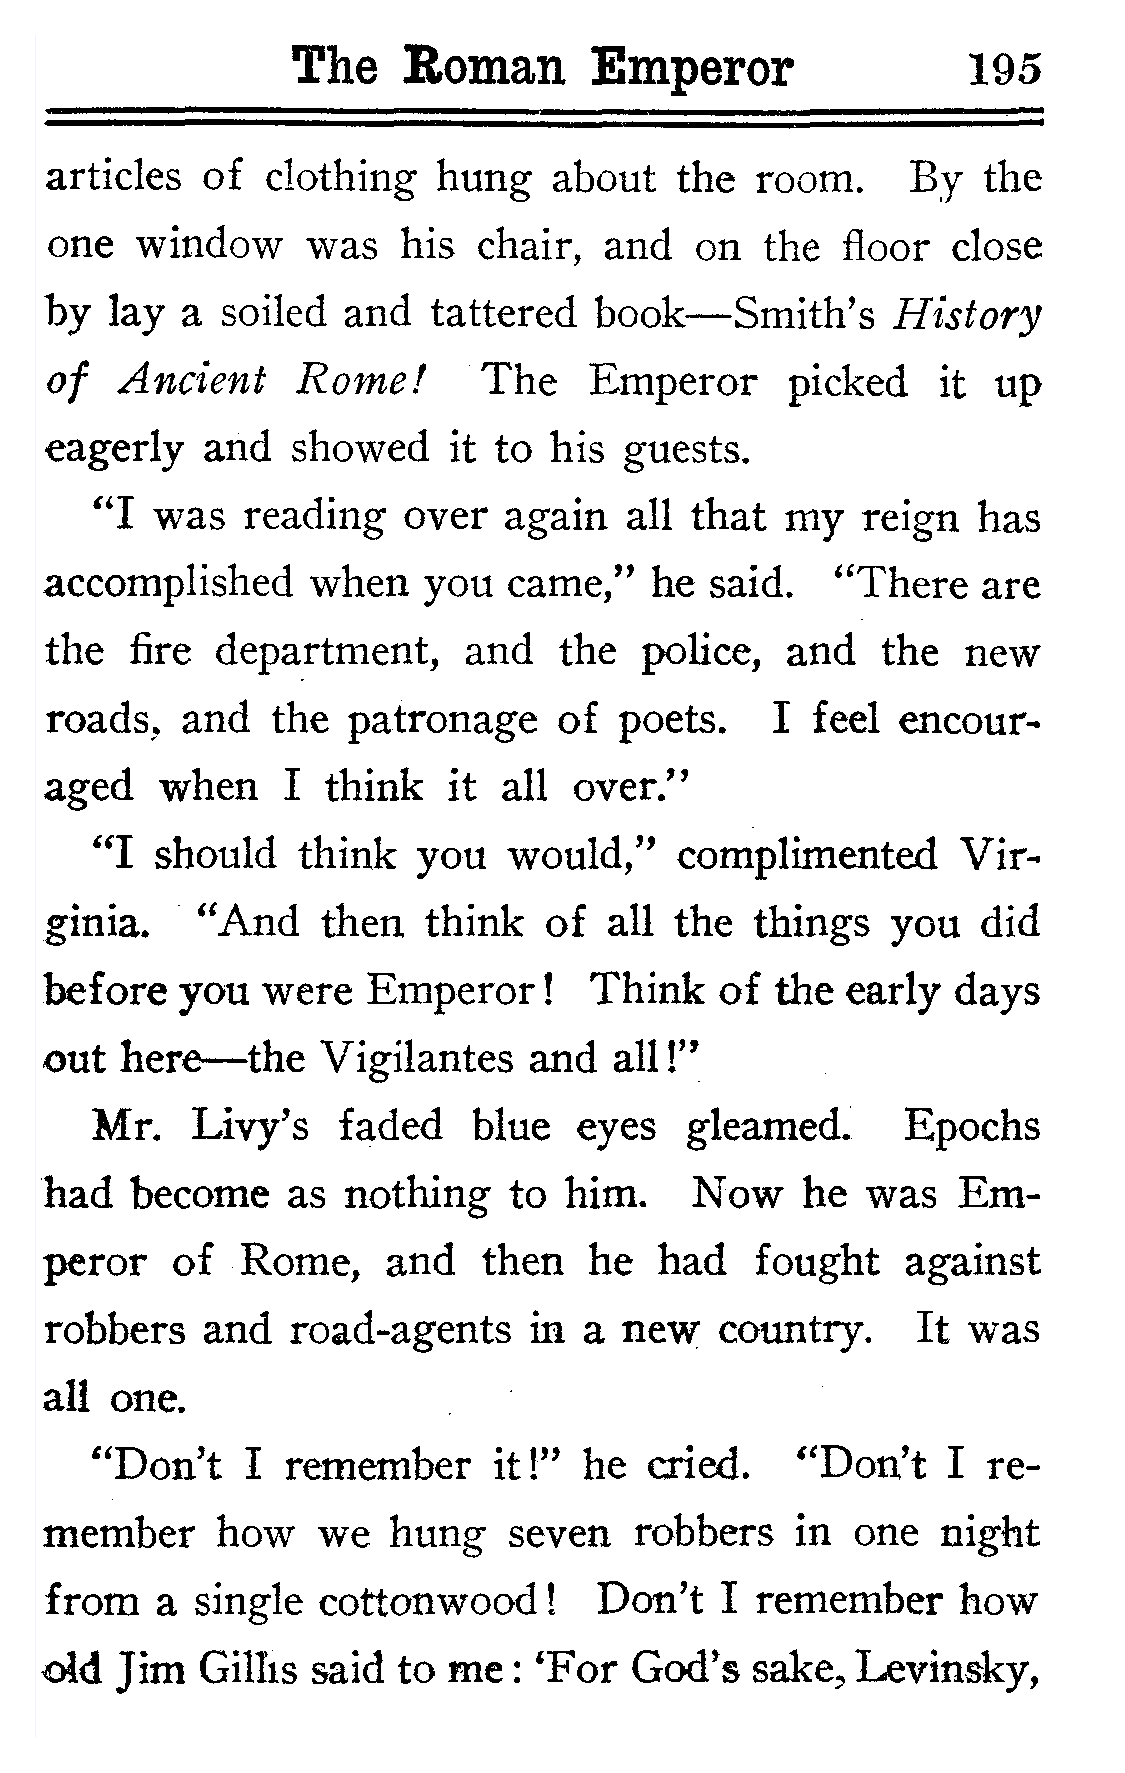 The Roman Emperor 195
articles of clothing hung about the room. By the
one window was his chair, and on the floor close
by lay a soiled and tattered book—Smith's History
of Ancient Rome! The Emperor picked it up
eagerly and showed it to his guests.
"I was reading over again all that my reign has
accomplished when you came," he said. "There are
the fire department, and the police, and the new
roads, and the patronage of poets. I feel encour-
aged when I think it all over."
"I should think you would," complimented Vir-
ginia. "And then think of all the things you did
before you were Emperor! Think of the early days
out here—the Vigilantes and all!"
Mr. Livy's faded blue eyes gleamed. Epochs
had become as nothing to him. Now he was Em-
peror of Rome, and then he had fought against
robbers and road-agents in a new country. It was
all one.
"Don't I remember it!" he cried. "Don't I re-
member how we hung seven robbers in one night
from a single cottonwood! Don't I remember how
old Jim Gillis said to me: 'For God's sake, Levinsky,